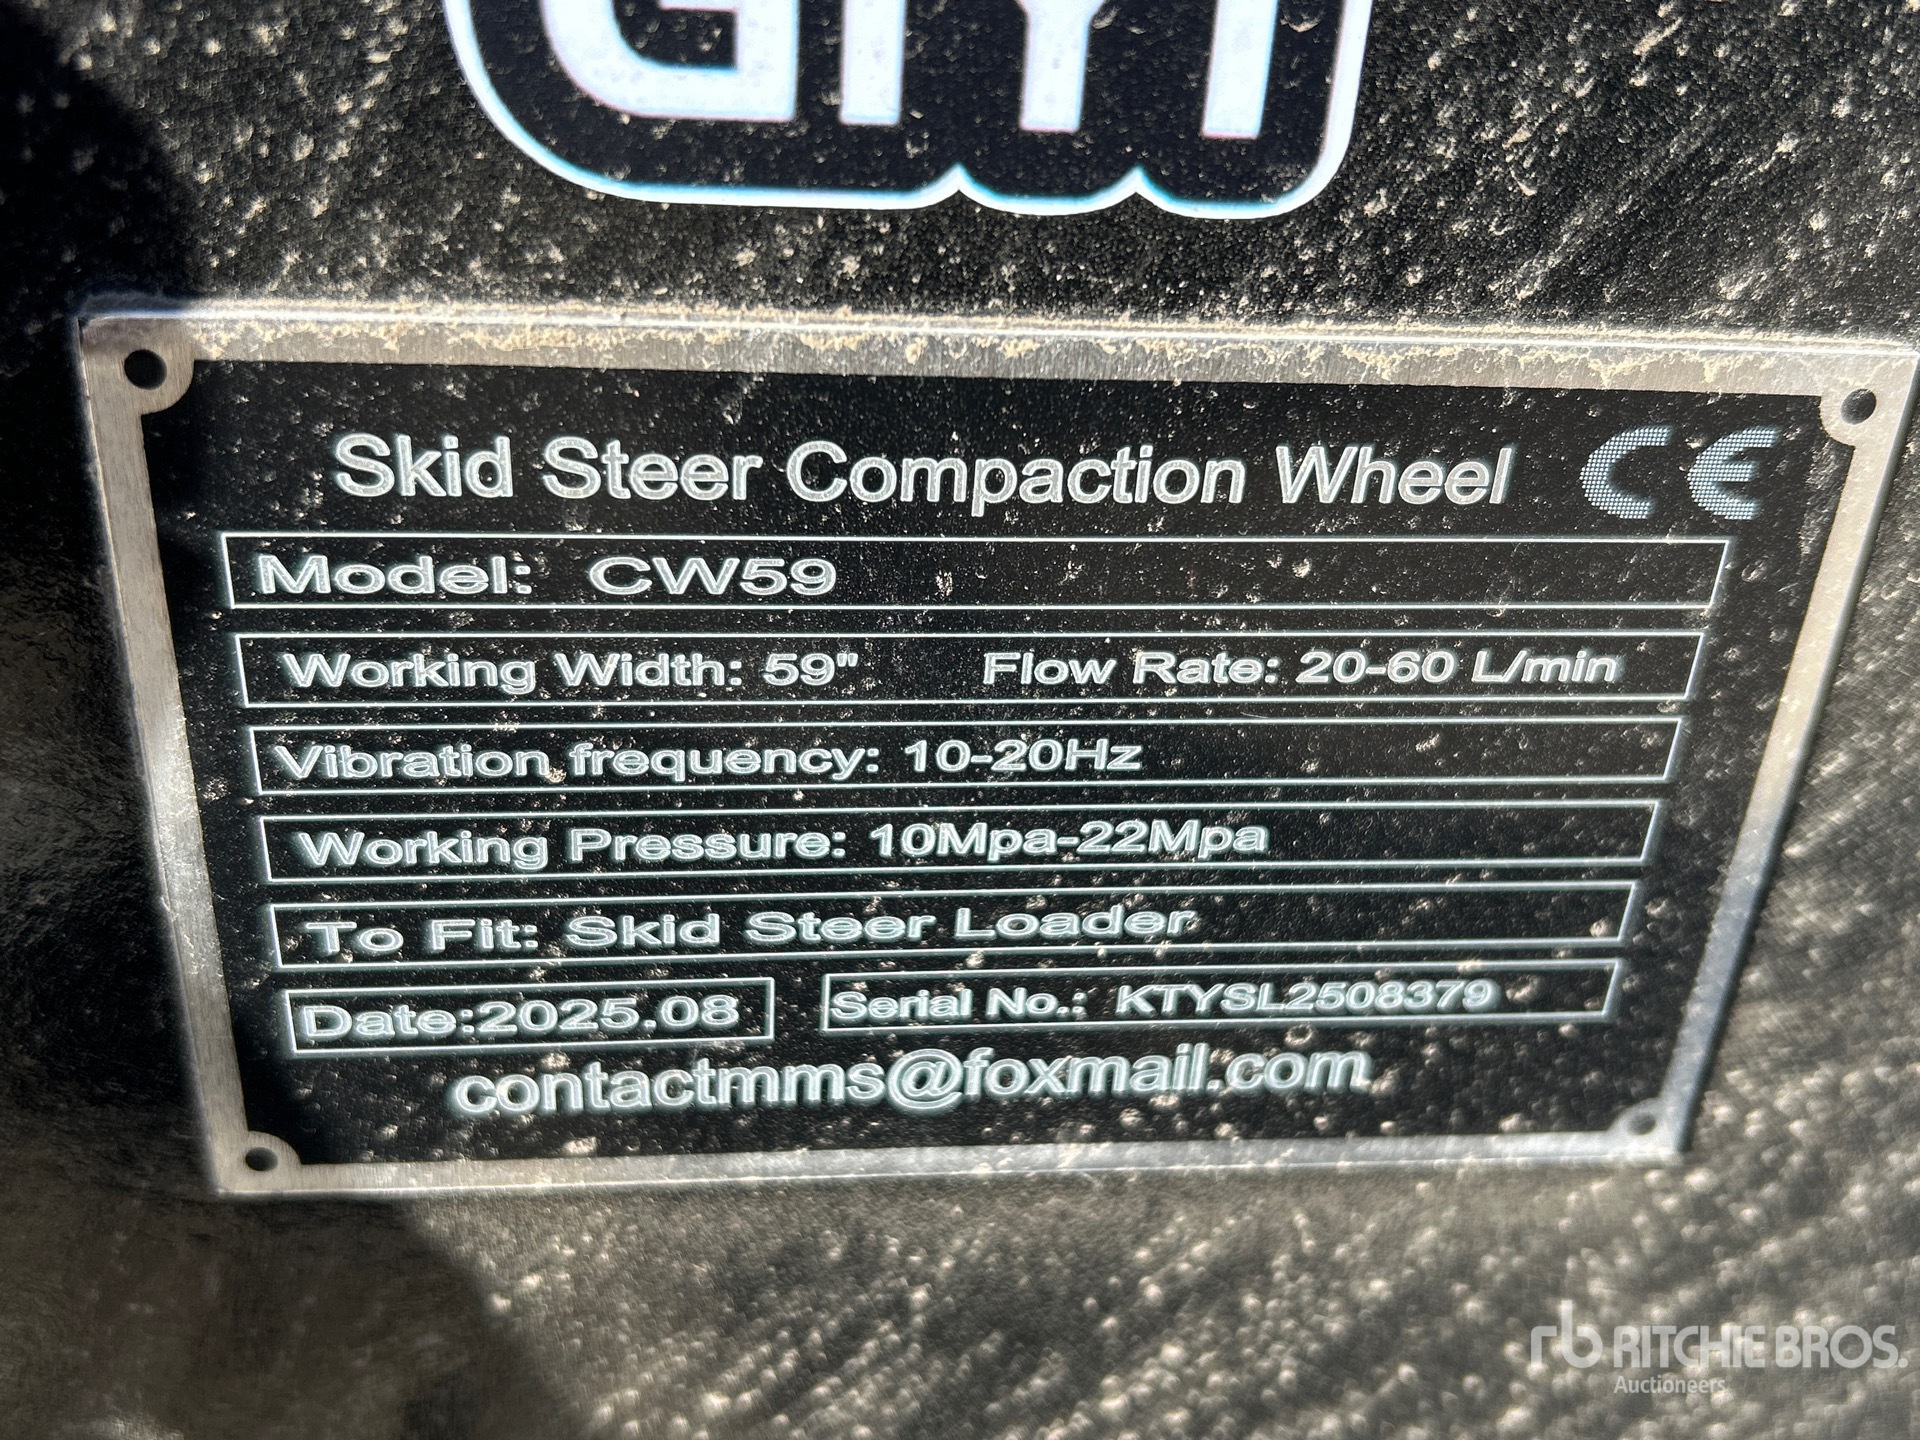 GIYI
Skid Steer Compaction Wheel CE
Model: CW59
Working Width: 59" Flow Rate: 20-60 L/min
Vibration frequency: 10-20Hz
Working Pressure: 10Mpa-22Mpa
To Fit: Skid Steer Loader
Date:2025.08 Serial No.: KTYSL2508379
contactmms@foxmail.com
rb RITCHIE BROS.
Auctioneers